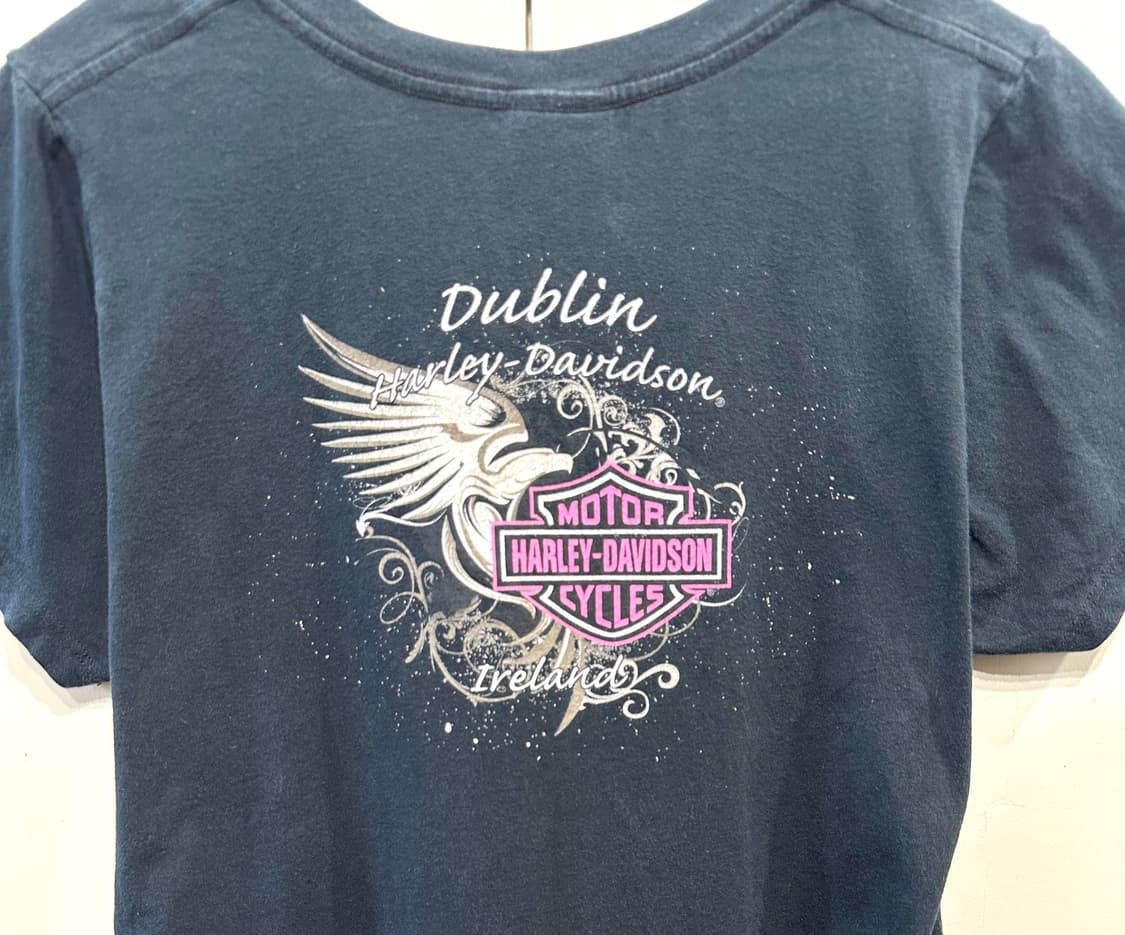 Dublin
Harley-Davidson®
MOTOR
HARLEY-DAVIDSON
CYCLES
Ireland